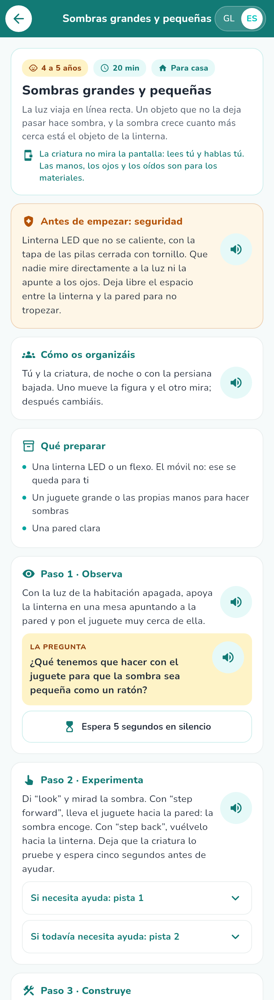 Sombras grandes y pequeñas
GL
ES
4 a 5 años
20 min
Para casa
Sombras grandes y pequeñas
La luz viaja en línea recta. Un objeto que no la deja
pasar hace sombra, y la sombra crece cuanto más
cerca está el objeto de la linterna.
La criatura no mira la pantalla: lees tú y hablas tú.
Las manos, los ojos y los oídos son para los
materiales.
Antes de empezar: seguridad
Linterna LED que no se caliente, con la
tapa de las pilas cerrada con tornillo. Que
nadie mire directamente a la luz ni la
apunte a los ojos. Deja libre el espacio
entre la linterna y la pared para no
tropezar.
Cómo os organizáis
Tú y la criatura, de noche o con la persiana
bajada. Uno mueve la figura y el otro mira;
después cambiáis.
Qué preparar
Una linterna LED o un flexo. El móvil no: ese se
queda para ti
Un juguete grande o las propias manos para hacer
sombras
Una pared clara
Paso 1 · Observa
Con la luz de la habitación apagada, apoya
la linterna en una mesa apuntando a la
pared y pon el juguete muy cerca de ella.
LA PREGUNTA
¿Qué tenemos que hacer con el
juguete para que la sombra sea
pequeña como un ratón?
Espera 5 segundos en silencio
Paso 2 · Experimenta
Di “look” y mirad la sombra. Con “step
forward”, lleva el juguete hacia la pared: la
sombra encoge. Con “step back”, vuélvelo
hacia la linterna. Deja que la criatura lo
pruebe y espera cinco segundos antes de
ayudar.
Si necesita ayuda: pista 1
Si todavía necesita ayuda: pista 2
Paso 3 · Construye